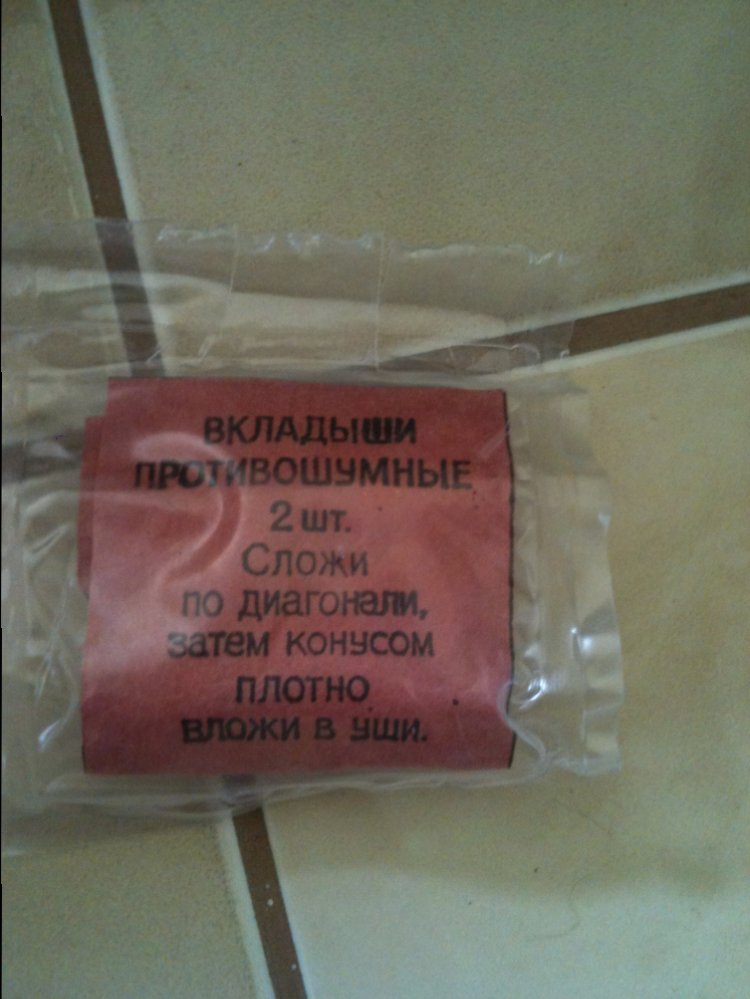 ВКЛАДЫШИ
ПРОТИВОШУМНЫЕ
2 шт.
Сложи
по диагонали,
затем конусом
плотно
вложи в уши.